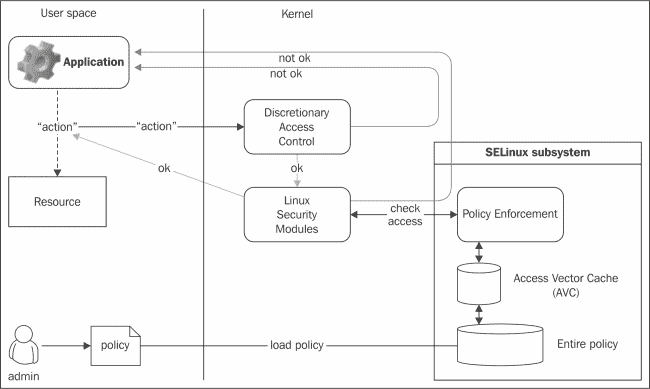 User space
Kernel
Application
not ok
not ok
“action”
“action”
Discretionary
Access
Control
ok
ok
SELinux subsystem
Resource
Linux
Security
Modules
check
access
Policy Enforcement
Access Vector Cache
(AVC)
policy
load policy
Entire policy
admin